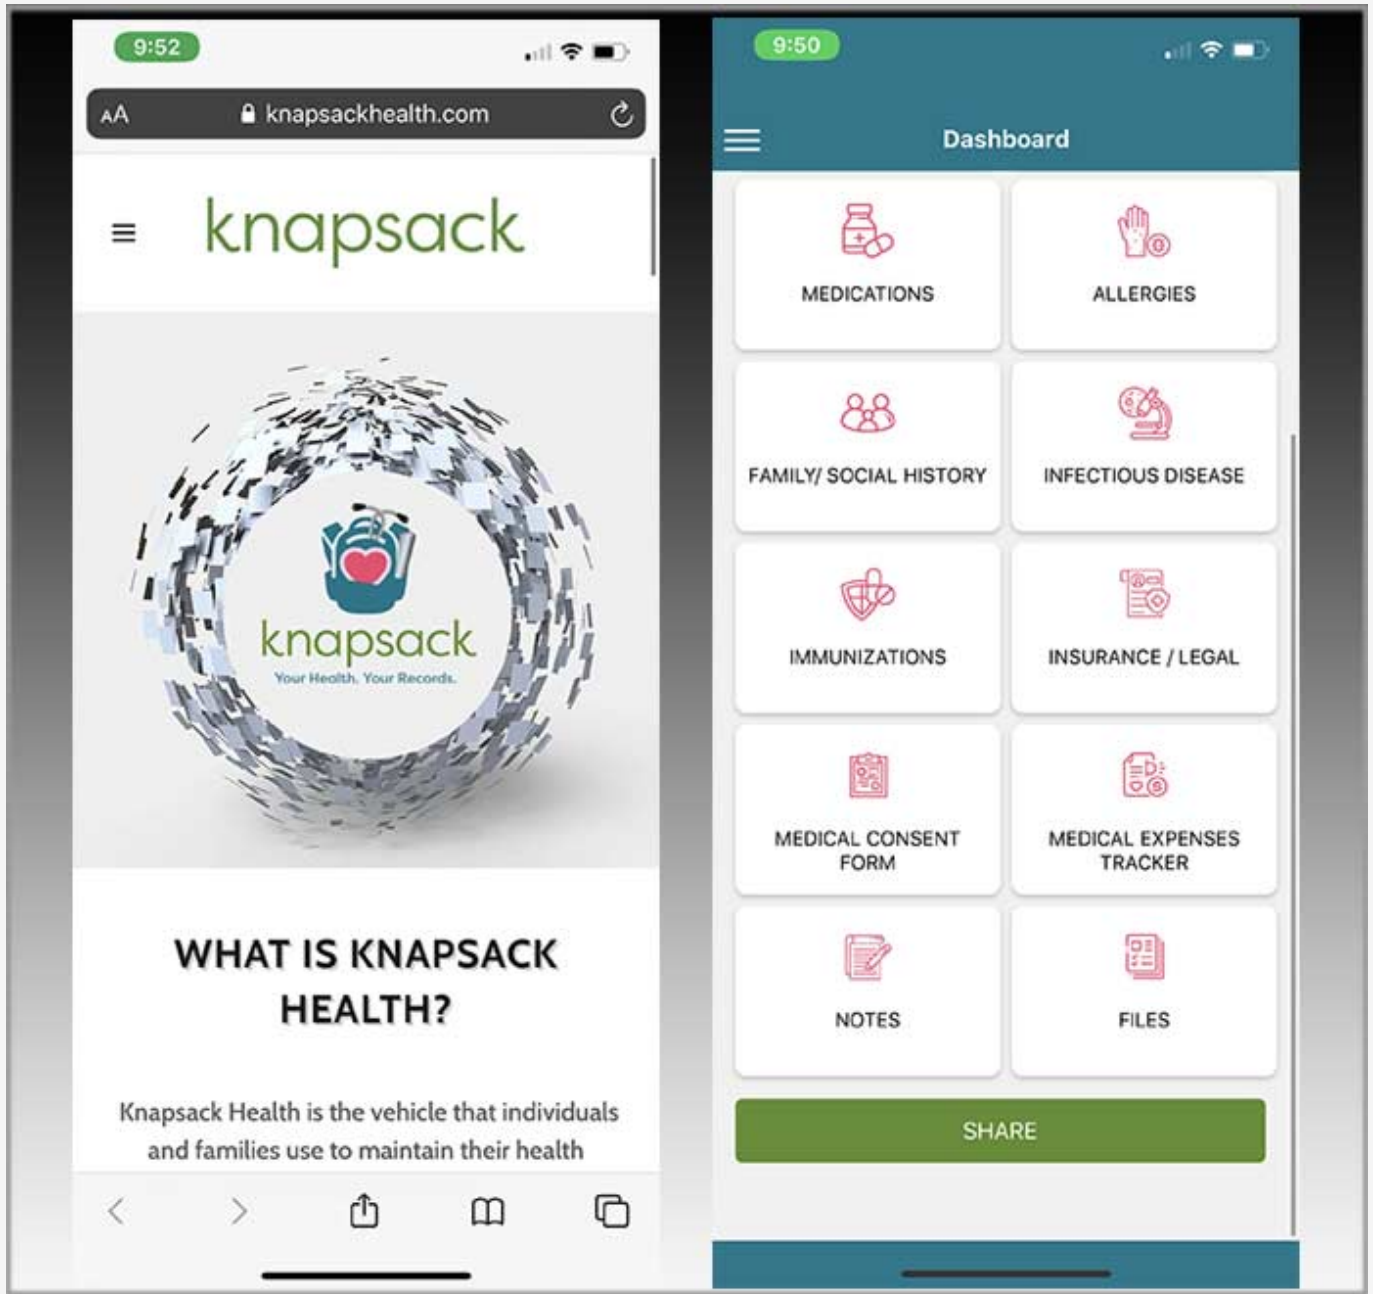 9:52
AA knapsackhealth.com
knapsack
knapsack
Your Health. Your Records.
WHAT IS KNAPSACK
HEALTH?
Knapsack Health is the vehicle that individuals
and families use to maintain their health
9:50
Dashboard
MEDICATIONS
ALLERGIES
FAMILY/ SOCIAL HISTORY
INFECTIOUS DISEASE
IMMUNIZATIONS
INSURANCE / LEGAL
MEDICAL CONSENT
FORM
MEDICAL EXPENSES
TRACKER
NOTES
FILES
SHARE